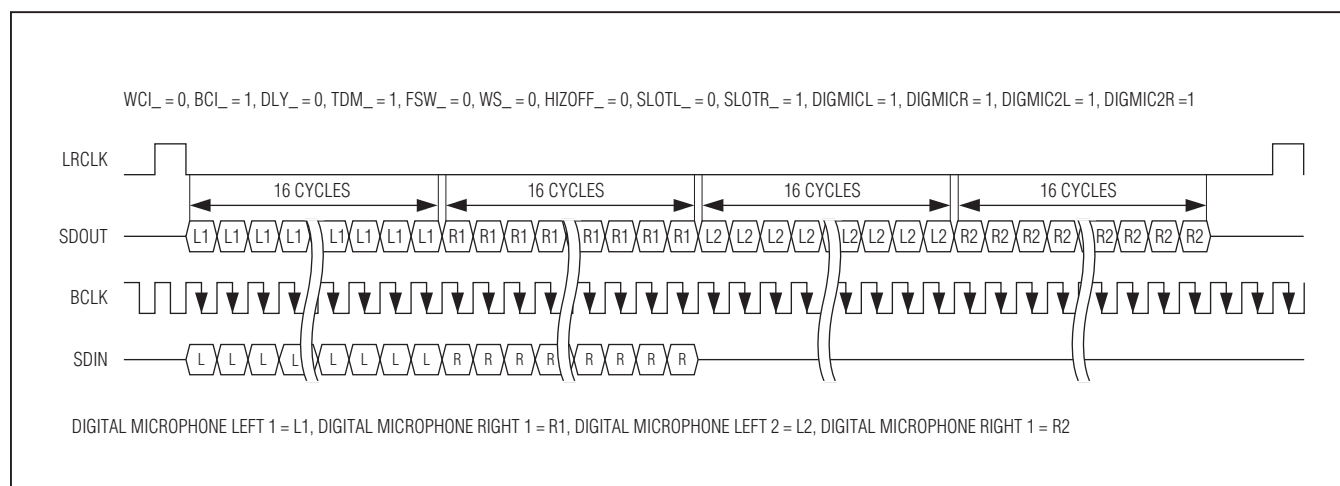 WCI_ = 0, BCI_ = 1, DLY_ = 0, TDM_ = 1, FSW_ = 0, WS_ = 0, HIZOFF_ = 0, SLOTL_ = 0, SLOTR_ = 1, DIGMICL = 1, DIGMICR = 1, DIGMIC2L = 1, DIGMIC2R =1
LRCLK
16 CYCLES 16 CYCLES 16 CYCLES 16 CYCLES
SDOUT L1 L1 L1 L1 L1 L1 L1 L1 R1 R1 R1 R1 R1 R1 R1 R1 L2 L2 L2 L2 L2 L2 L2 L2 R2 R2 R2 R2 R2 R2 R2 R2
BCLK
SDIN L L L L L L L L R R R R R R R R
DIGITAL MICROPHONE LEFT 1 = L1, DIGITAL MICROPHONE RIGHT 1 = R1, DIGITAL MICROPHONE LEFT 2 = L2, DIGITAL MICROPHONE RIGHT 1 = R2